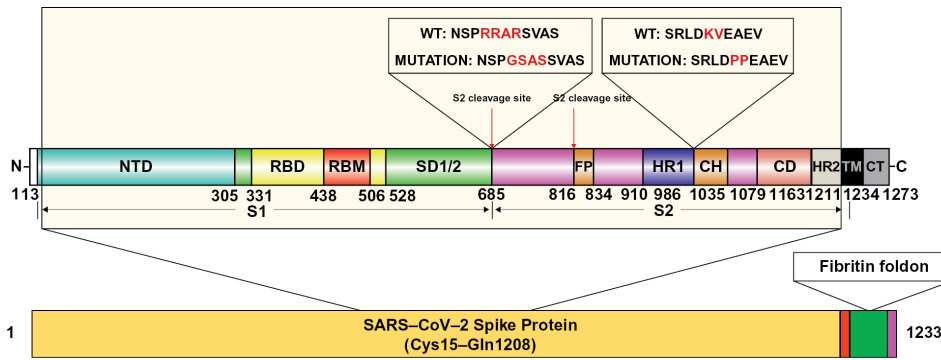 WT: NSPRRARSVAS
MUTATION: NSPGSASSVAS
WT: SRLDKVEAEV
MUTATION: SRLDPPEAEV
S2 cleavage site
S2 cleavage site
N
NTD
RBD
RBM
SD1/2
FP
HR1
CH
CD
HR2
TM
CT
C
1 13 305 331 438 506 528 685 816 834 910 986 1035 1079 1163 1211 1234 1273
S1
S2
Fibritin foldon
1
SARS–CoV–2 Spike Protein
(Cys15–Gln1208)
1233